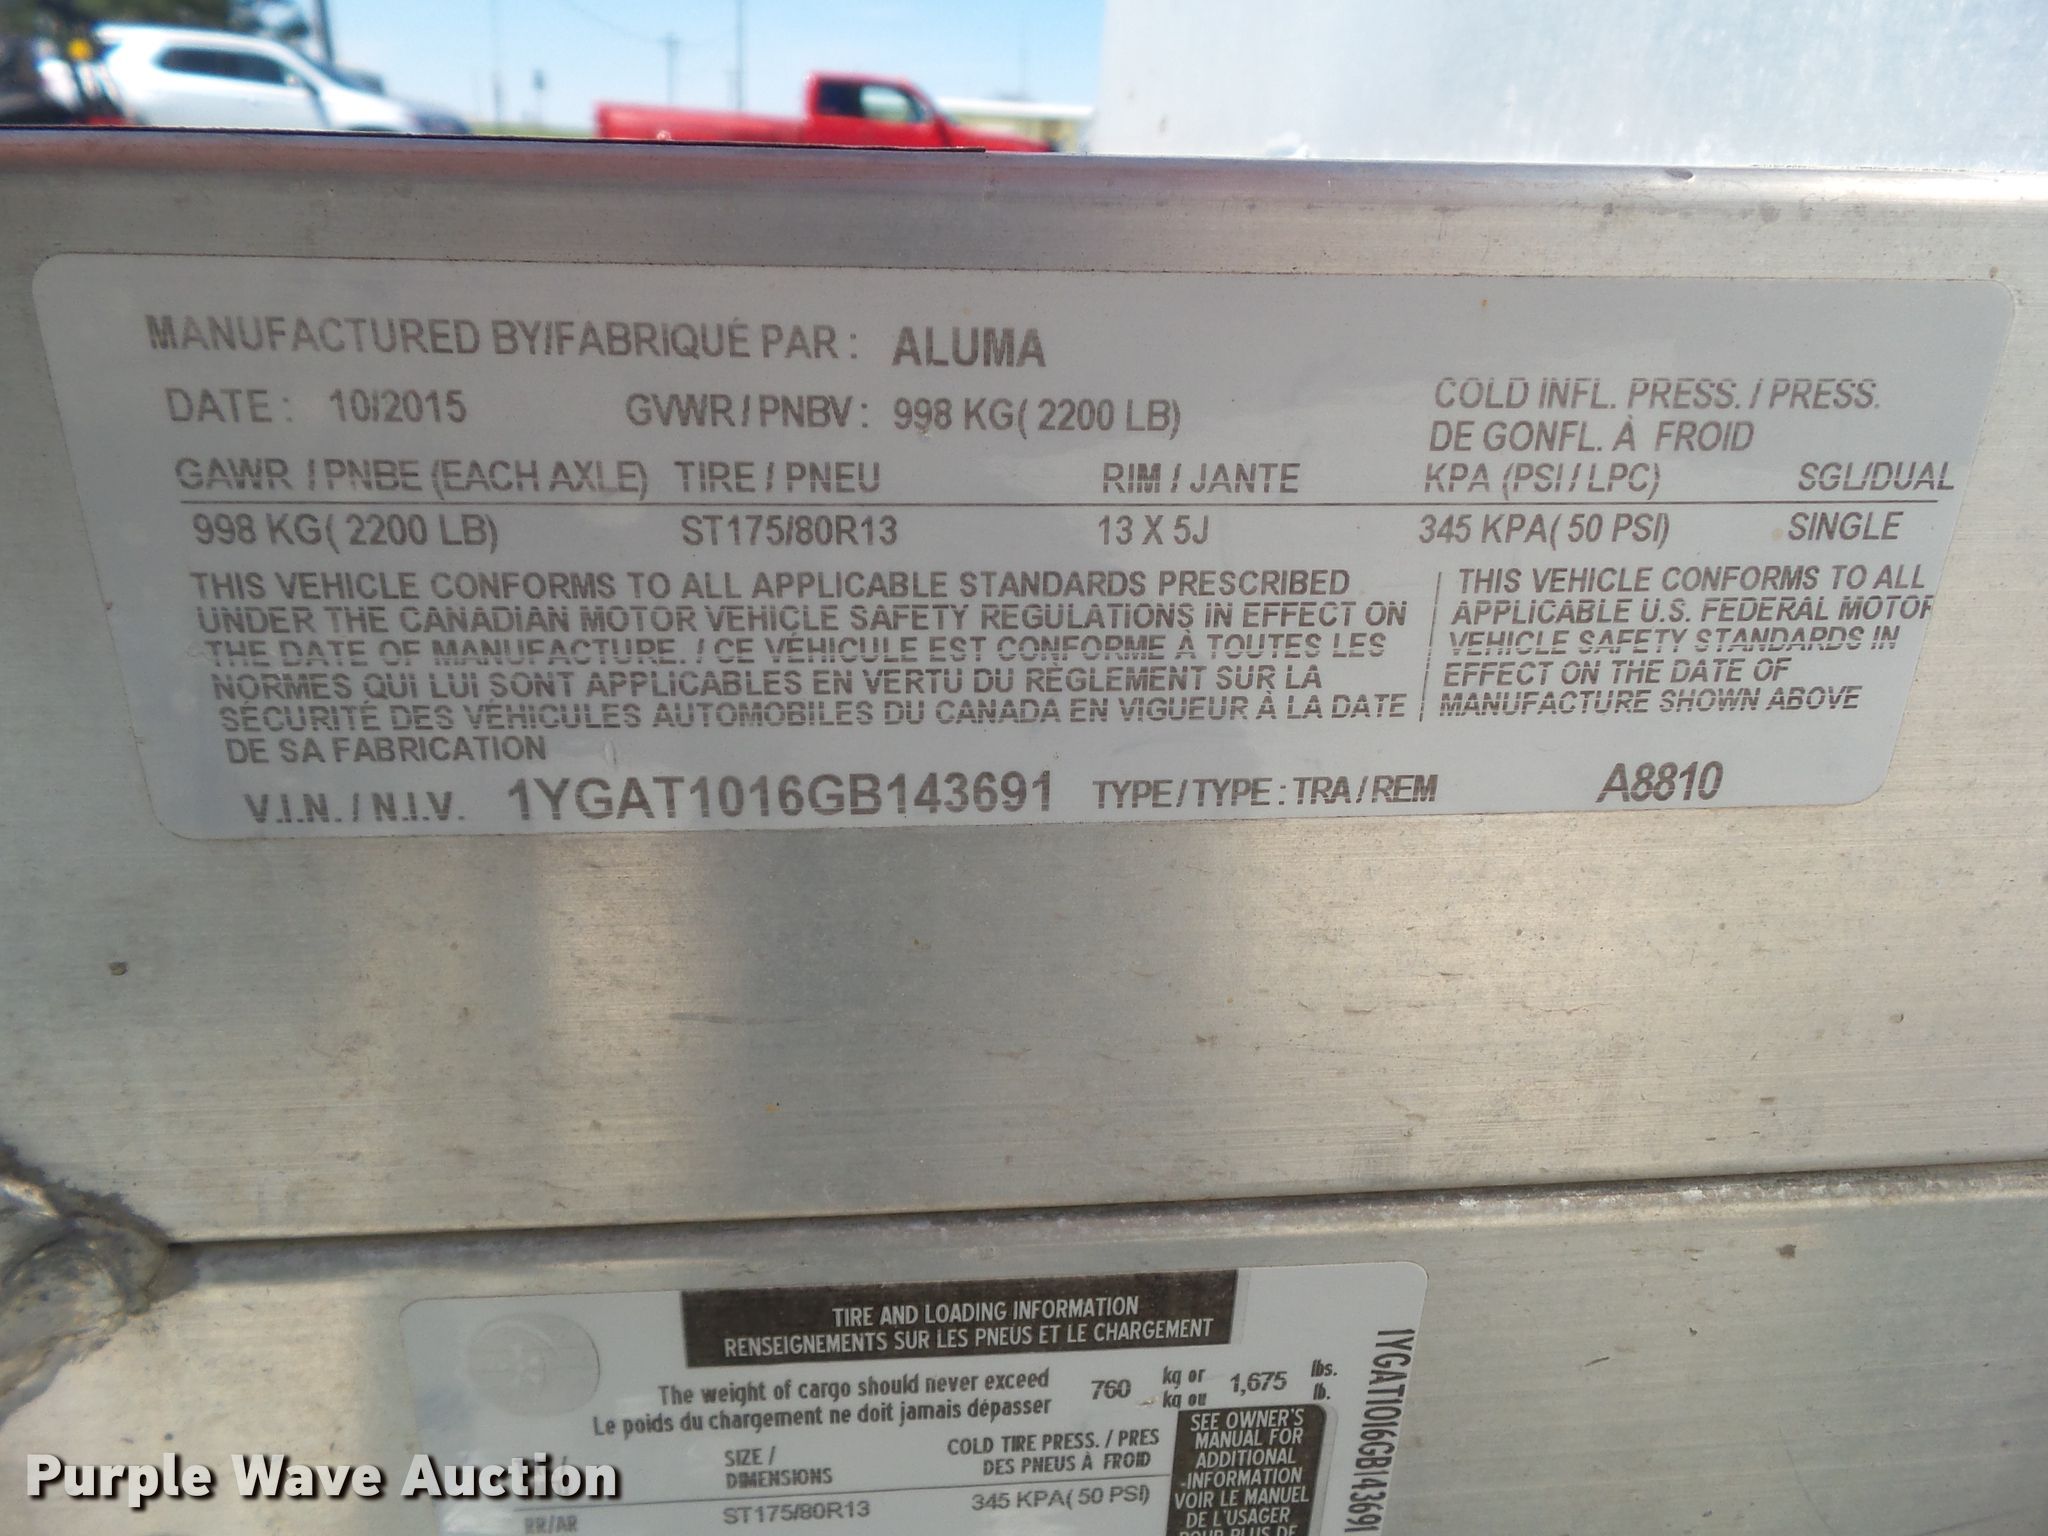 MANUFACTURED BY/FABRIQUÉ PAR : ALUMA
DATE : 10/2015 GVWR / PNBV : 998 KG( 2200 LB)
COLD INFL. PRESS. / PRESS.
DE GONFL. À FROID
GAWR / PNBE (EACH AXLE) TIRE / PNEU RIM / JANTE KPA (PSI / LPC) SGL/DUAL
998 KG( 2200 LB) ST175/80R13 13 X 5J 345 KPA( 50 PSI) SINGLE
THIS VEHICLE CONFORMS TO ALL APPLICABLE STANDARDS PRESCRIBED
UNDER THE CANADIAN MOTOR VEHICLE SAFETY REGULATIONS IN EFFECT ON
THE DATE OF MANUFACTURE. / CE VÉHICULE EST CONFORME À TOUTES LES
NORMES QUI LUI SONT APPLICABLES EN VERTU DU RÉGLEMENT SUR LA
SÉCURITÉ DES VÉHICULES AUTOMOBILES DU CANADA EN VIGUEUR À LA DATE
DE SA FABRICATION
THIS VEHICLE CONFORMS TO ALL
APPLICABLE U.S. FEDERAL MOTOR
VEHICLE SAFETY STANDARDS IN
EFFECT ON THE DATE OF
MANUFACTURE SHOWN ABOVE
V.I.N. / N.I.V. 1YGAT1016GB143691 TYPE / TYPE : TRA / REM A8810
TIRE AND LOADING INFORMATION
RENSEIGNEMENTS SUR LES PNEUS ET LE CHARGEMENT
The weight of cargo should never exceed 760 kg or 1,675 lbs.
Le poids du chargement ne doit jamais dépasser kg ou lb.
SIZE /
DIMENSIONS
COLD TIRE PRESS. / PRES
DES PNEUS À FROID
RR/AR ST175/80R13 345 KPA( 50 PSI)
SEE OWNER'S
MANUAL FOR
ADDITIONAL
INFORMATION
VOIR LE MANUEL
DE L'USAGER
POUR PLUS DE
1YGAT1016GB143691
Purple Wave Auction